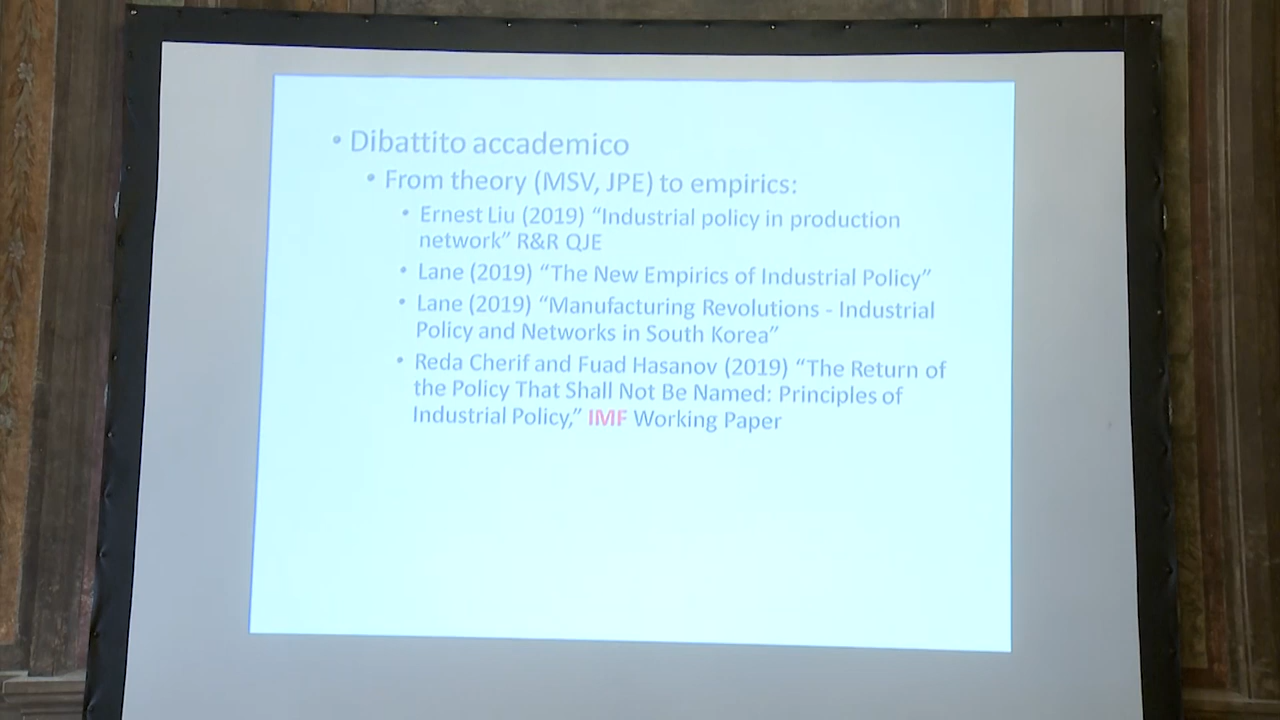 • Dibattito accademico
• From theory (MSV, JPE) to empirics:
• Ernest Liu (2019) “Industrial policy in production
network” R&R QJE
• Lane (2019) “The New Empirics of Industrial Policy”
• Lane (2019) “Manufacturing Revolutions - Industrial
Policy and Networks in South Korea”
• Reda Cherif and Fuad Hasanov (2019) “The Return of
the Policy That Shall Not Be Named: Principles of
Industrial Policy,” IMF Working Paper